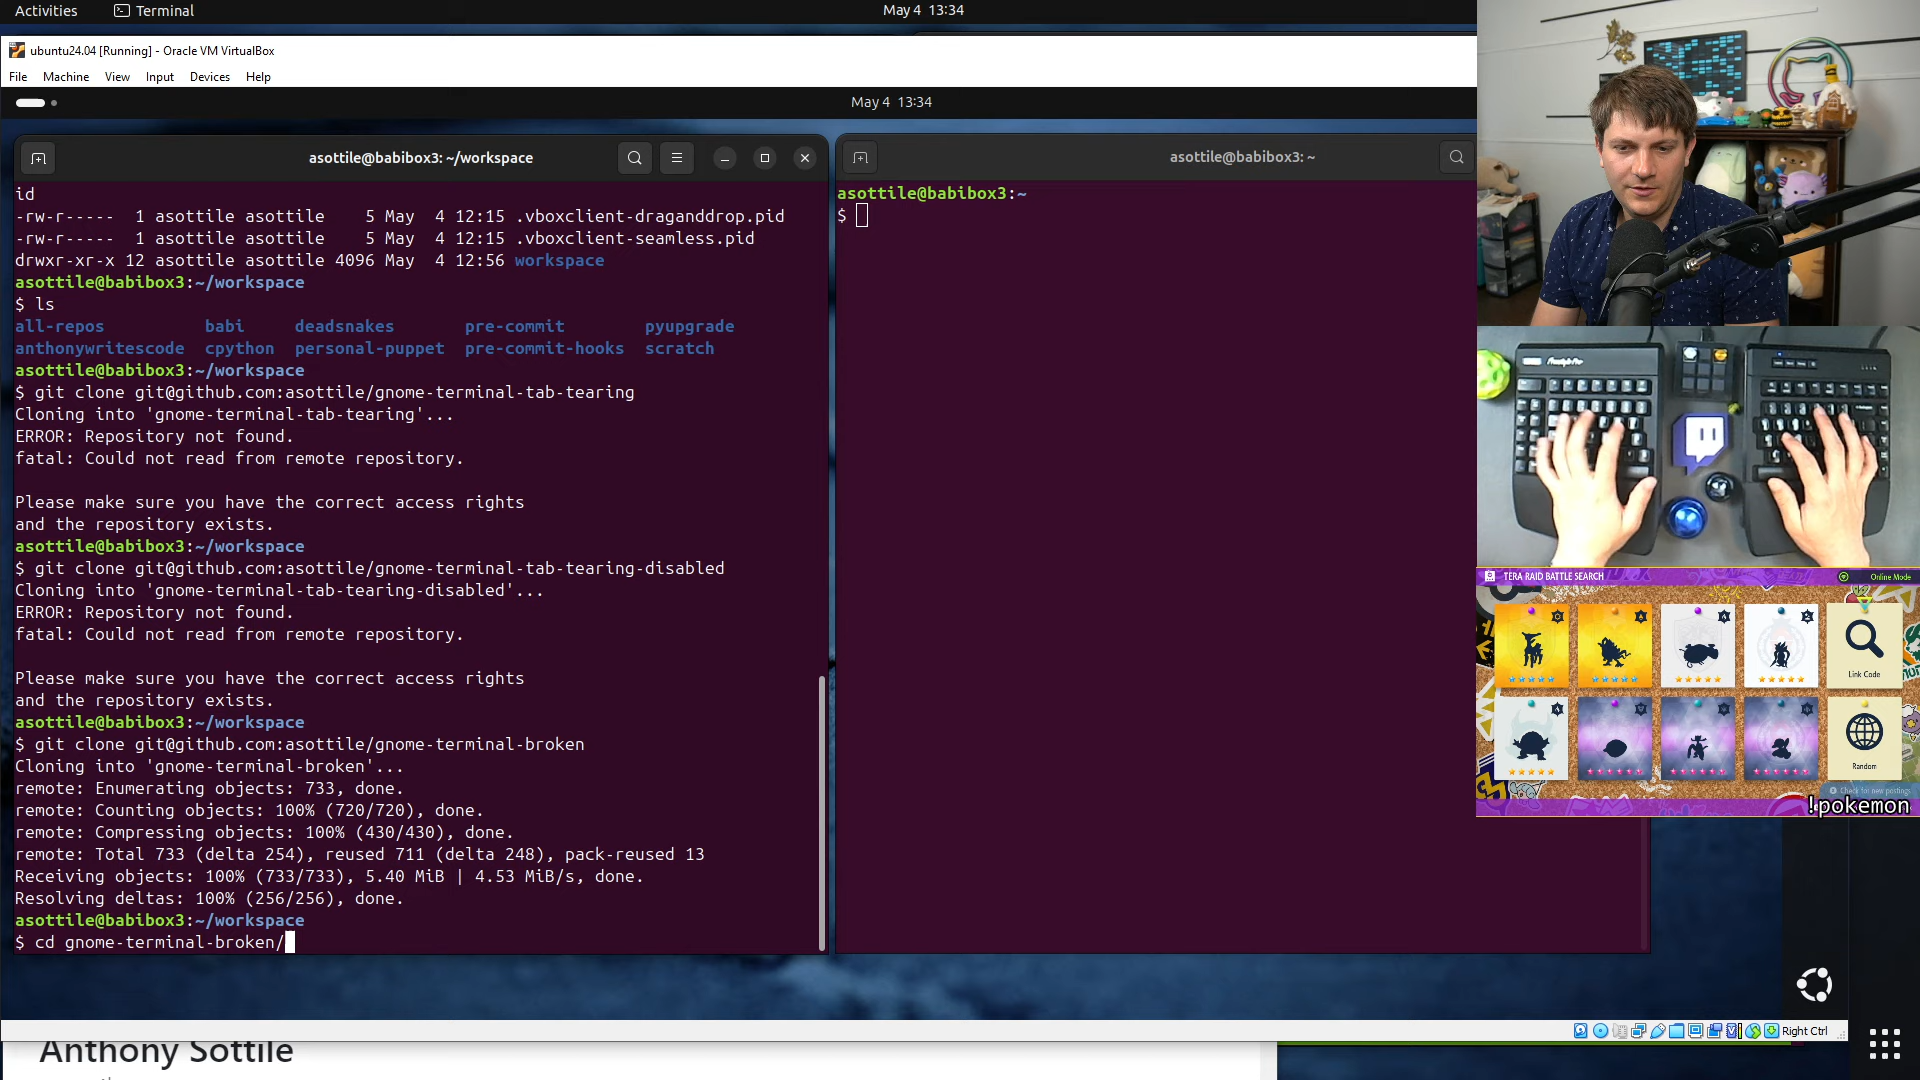 Activities
Terminal
May 4 13:34
ubuntu24.04 [Running] - Oracle VM VirtualBox
File Machine View Input Devices Help
May 4 13:34
asottile@babibox3: ~/workspace
id
-rw-r----- 1 asottile asottile 5 May 4 12:15 .vboxclient-draganddrop.pid
-rw-r----- 1 asottile asottile 5 May 4 12:15 .vboxclient-seamless.pid
drwxr-xr-x 12 asottile asottile 4096 May 4 12:56 workspace
asottile@babibox3:~/workspace
$ ls
all-repos babi deadsnakes pre-commit pyupgrade
anthonywritescode cpython personal-puppet pre-commit-hooks scratch
asottile@babibox3:~/workspace
$ git clone git@github.com:asottile/gnome-terminal-tab-tearing
Cloning into 'gnome-terminal-tab-tearing'...
ERROR: Repository not found.
fatal: Could not read from remote repository.
Please make sure you have the correct access rights
and the repository exists.
asottile@babibox3:~/workspace
$ git clone git@github.com:asottile/gnome-terminal-tab-tearing-disabled
Cloning into 'gnome-terminal-tab-tearing-disabled'...
ERROR: Repository not found.
fatal: Could not read from remote repository.
Please make sure you have the correct access rights
and the repository exists.
asottile@babibox3:~/workspace
$ git clone git@github.com:asottile/gnome-terminal-broken
Cloning into 'gnome-terminal-broken'...
remote: Enumerating objects: 733, done.
remote: Counting objects: 100% (720/720), done.
remote: Compressing objects: 100% (430/430), done.
remote: Total 733 (delta 254), reused 711 (delta 248), pack-reused 13
Receiving objects: 100% (733/733), 5.40 MiB | 4.53 MiB/s, done.
Resolving deltas: 100% (256/256), done.
asottile@babibox3:~/workspace
$ cd gnome-terminal-broken/
asottile@babibox3: ~
asottile@babibox3:~
$
TERA RAID BATTLE SEARCH
Online Mode
Link Code
Random
Check for new postings
!pokemon
Right Ctrl
Anthony Sottile